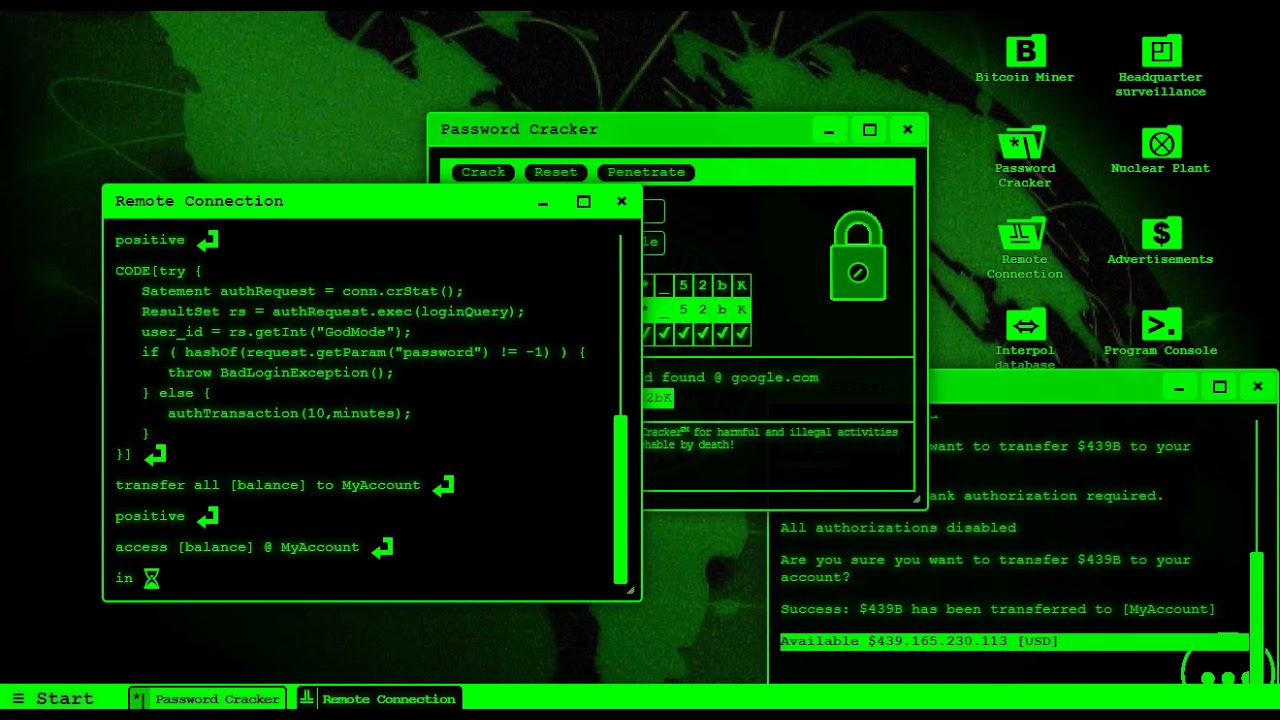 B
Bitcoin Miner
Headquarter
surveillance
*\
Password
Cracker
Nuclear Plant
Remote
Connection
$
Advertisements
Interpol
database
>.
Program Console
Password Cracker
Crack Reset Penetrate
le
* _ 5 2 b K
* _ 5 2 b K
d found @ google.com
2bK
Cracker™ for harmful and illegal activities
hable by death!
Remote Connection
positive
CODE[try {
Satement authRequest = conn.crStat();
ResultSet rs = authRequest.exec(loginQuery);
user_id = rs.getInt("GodMode");
if ( hashOf(request.getParam("password") != -1) ) {
throw BadLoginException();
} else {
authTransaction(10,minutes);
}
}]
transfer all [balance] to MyAccount
positive
access [balance] @ MyAccount
in
want to transfer $439B to your
ank authorization required.
All authorizations disabled
Are you sure you want to transfer $439B to your
account?
Success: $439B has been transferred to [MyAccount]
Available $439.165.230.113 [USD]
≡ Start
*| Password Cracker
Remote Connection